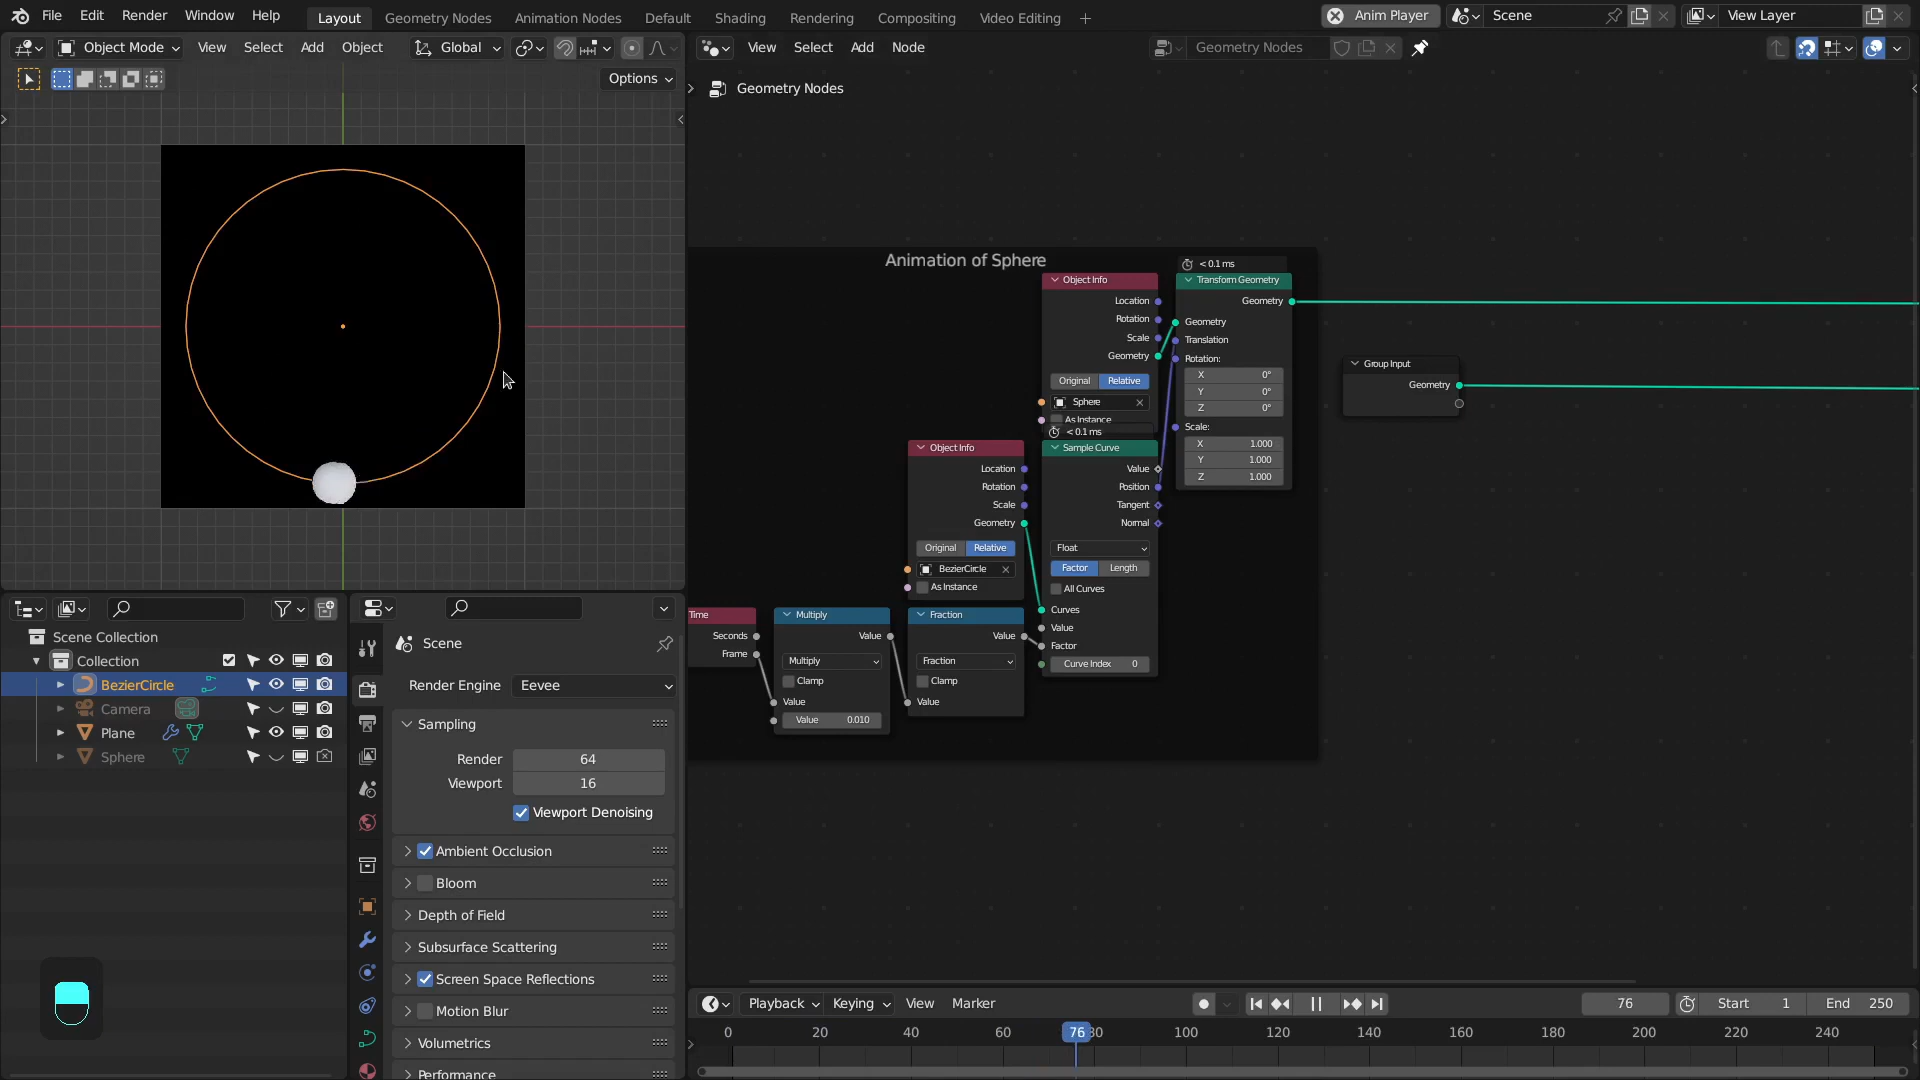 File Edit Render Window Help Layout Geometry Nodes Animation Nodes Default Shading Rendering Compositing Video Editing + Anim Player Scene View Layer
Object Mode View Select Add Object Global
View Select Add Node Geometry Nodes
Options
Geometry Nodes
Animation of Sphere
Object Info
Location
Rotation
Scale
Geometry
Original Relative
Sphere
As Instance
< 0.1 ms
Transform Geometry
Geometry
Geometry
Translation
Rotation:
X 0°
Y 0°
Z 0°
Scale:
X 1.000
Y 1.000
Z 1.000
Group Input
Geometry
Object Info
Location
Rotation
Scale
Geometry
Original Relative
BezierCircle
As Instance
< 0.1 ms
Sample Curve
Value
Position
Tangent
Normal
Float
Factor Length
All Curves
Curves
Value
Factor
Curve Index 0
Time
Seconds
Frame
Multiply
Value
Multiply
Clamp
Value
Value 0.010
Fraction
Value
Fraction
Clamp
Value
Scene Collection
Collection
BezierCircle
Camera
Plane
Sphere
Scene
Render Engine Eevee
Sampling
Render 64
Viewport 16
Viewport Denoising
Ambient Occlusion
Bloom
Depth of Field
Subsurface Scattering
Screen Space Reflections
Motion Blur
Volumetrics
Performance
Playback Keying View Marker 76 Start 1 End 250
0 20 40 60 76 80 100 120 140 160 180 200 220 240